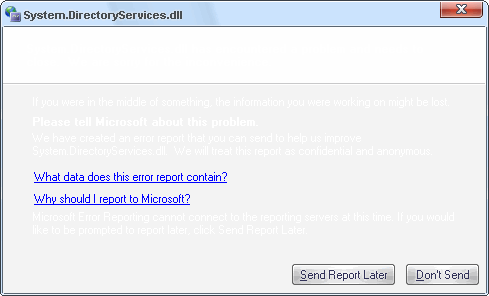 System.DirectoryServices.dll
If you were in the middle of something, the information you were working on might be lost.
Please tell Microsoft about this problem.
We have created an error report that you can send to help us improve
System.DirectoryServices.dll. We will treat this report as confidential and anonymous.
What data does this error report contain?
Why should I report to Microsoft?
Microsoft Error Reporting cannot connect to the reporting servers at this time. If you would
like to be prompted to report later, click Send Report Later.
Send Report Later
Don't Send